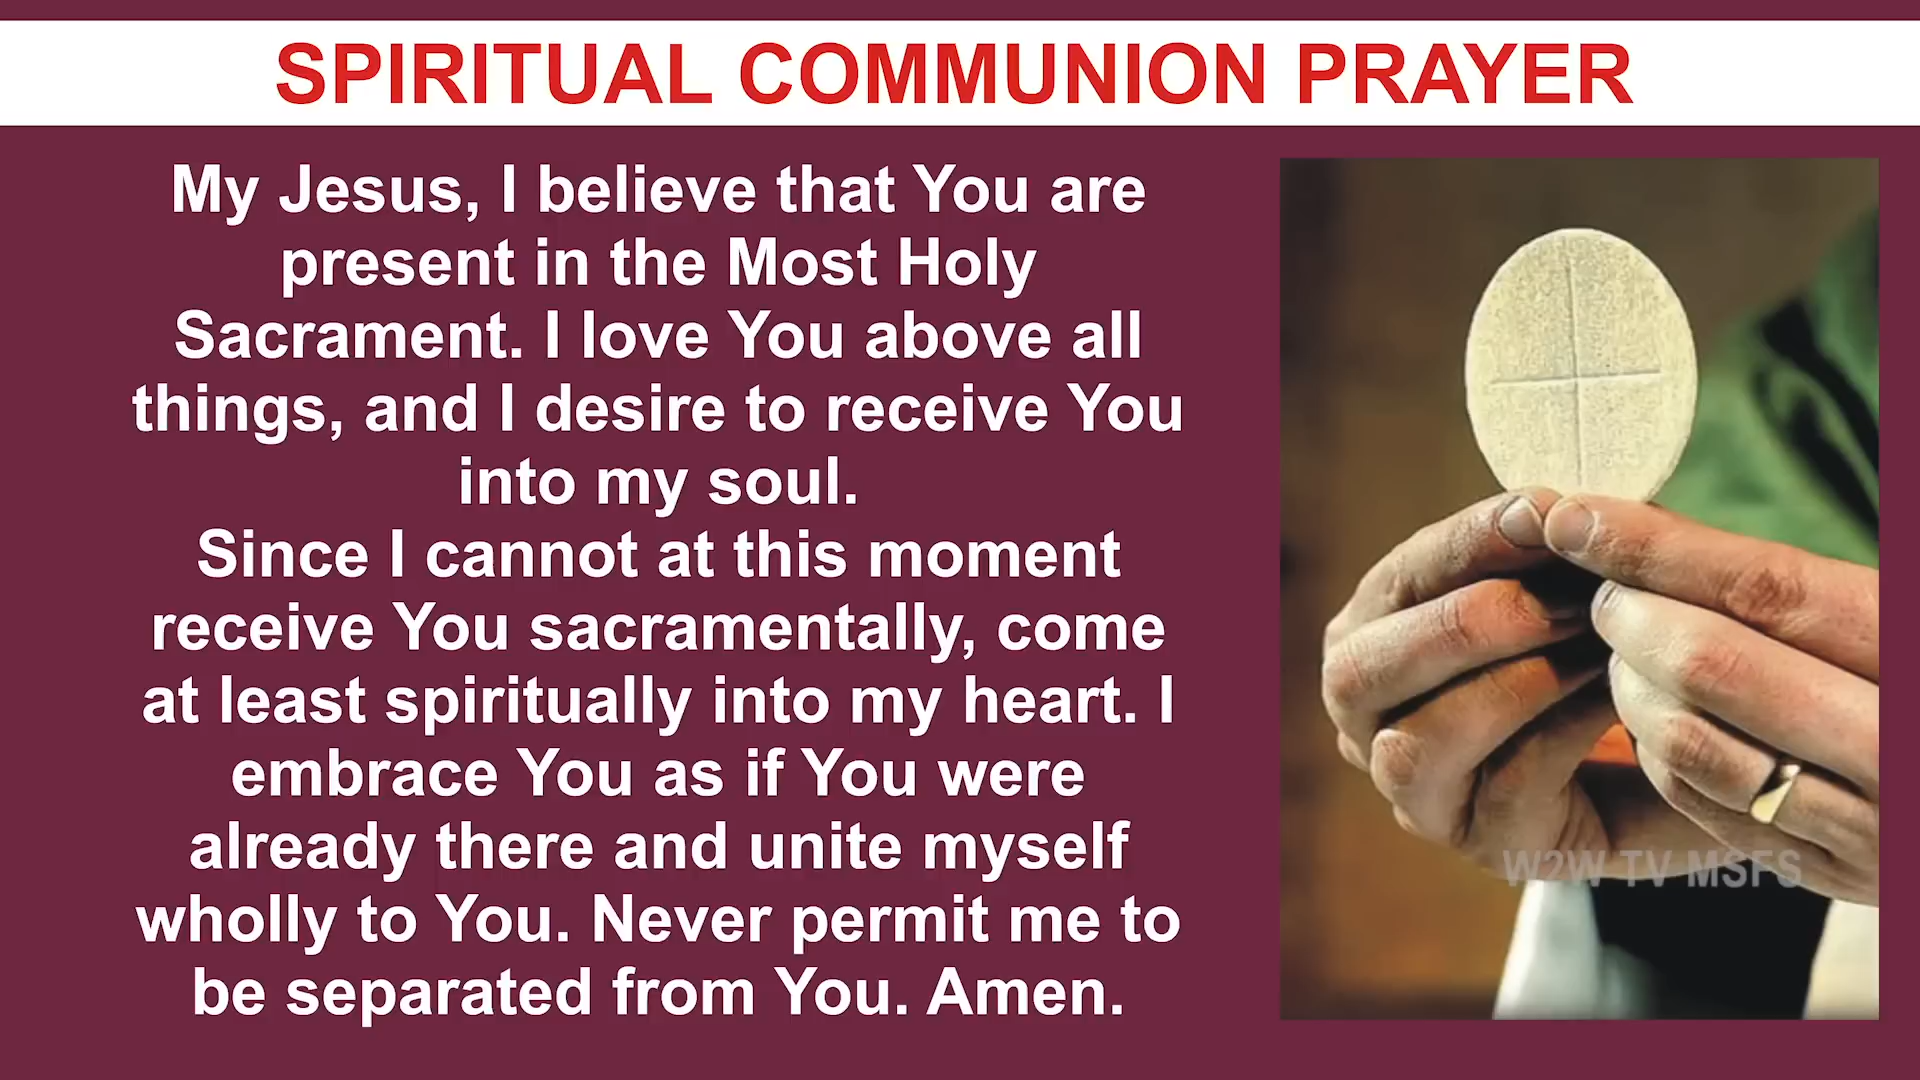 SPIRITUAL COMMUNION PRAYER
My Jesus, I believe that You are
present in the Most Holy
Sacrament. I love You above all
things, and I desire to receive You
into my soul.
Since I cannot at this moment
receive You sacramentally, come
at least spiritually into my heart. I
embrace You as if You were
already there and unite myself
wholly to You. Never permit me to
be separated from You. Amen.
W2W TV MSFS